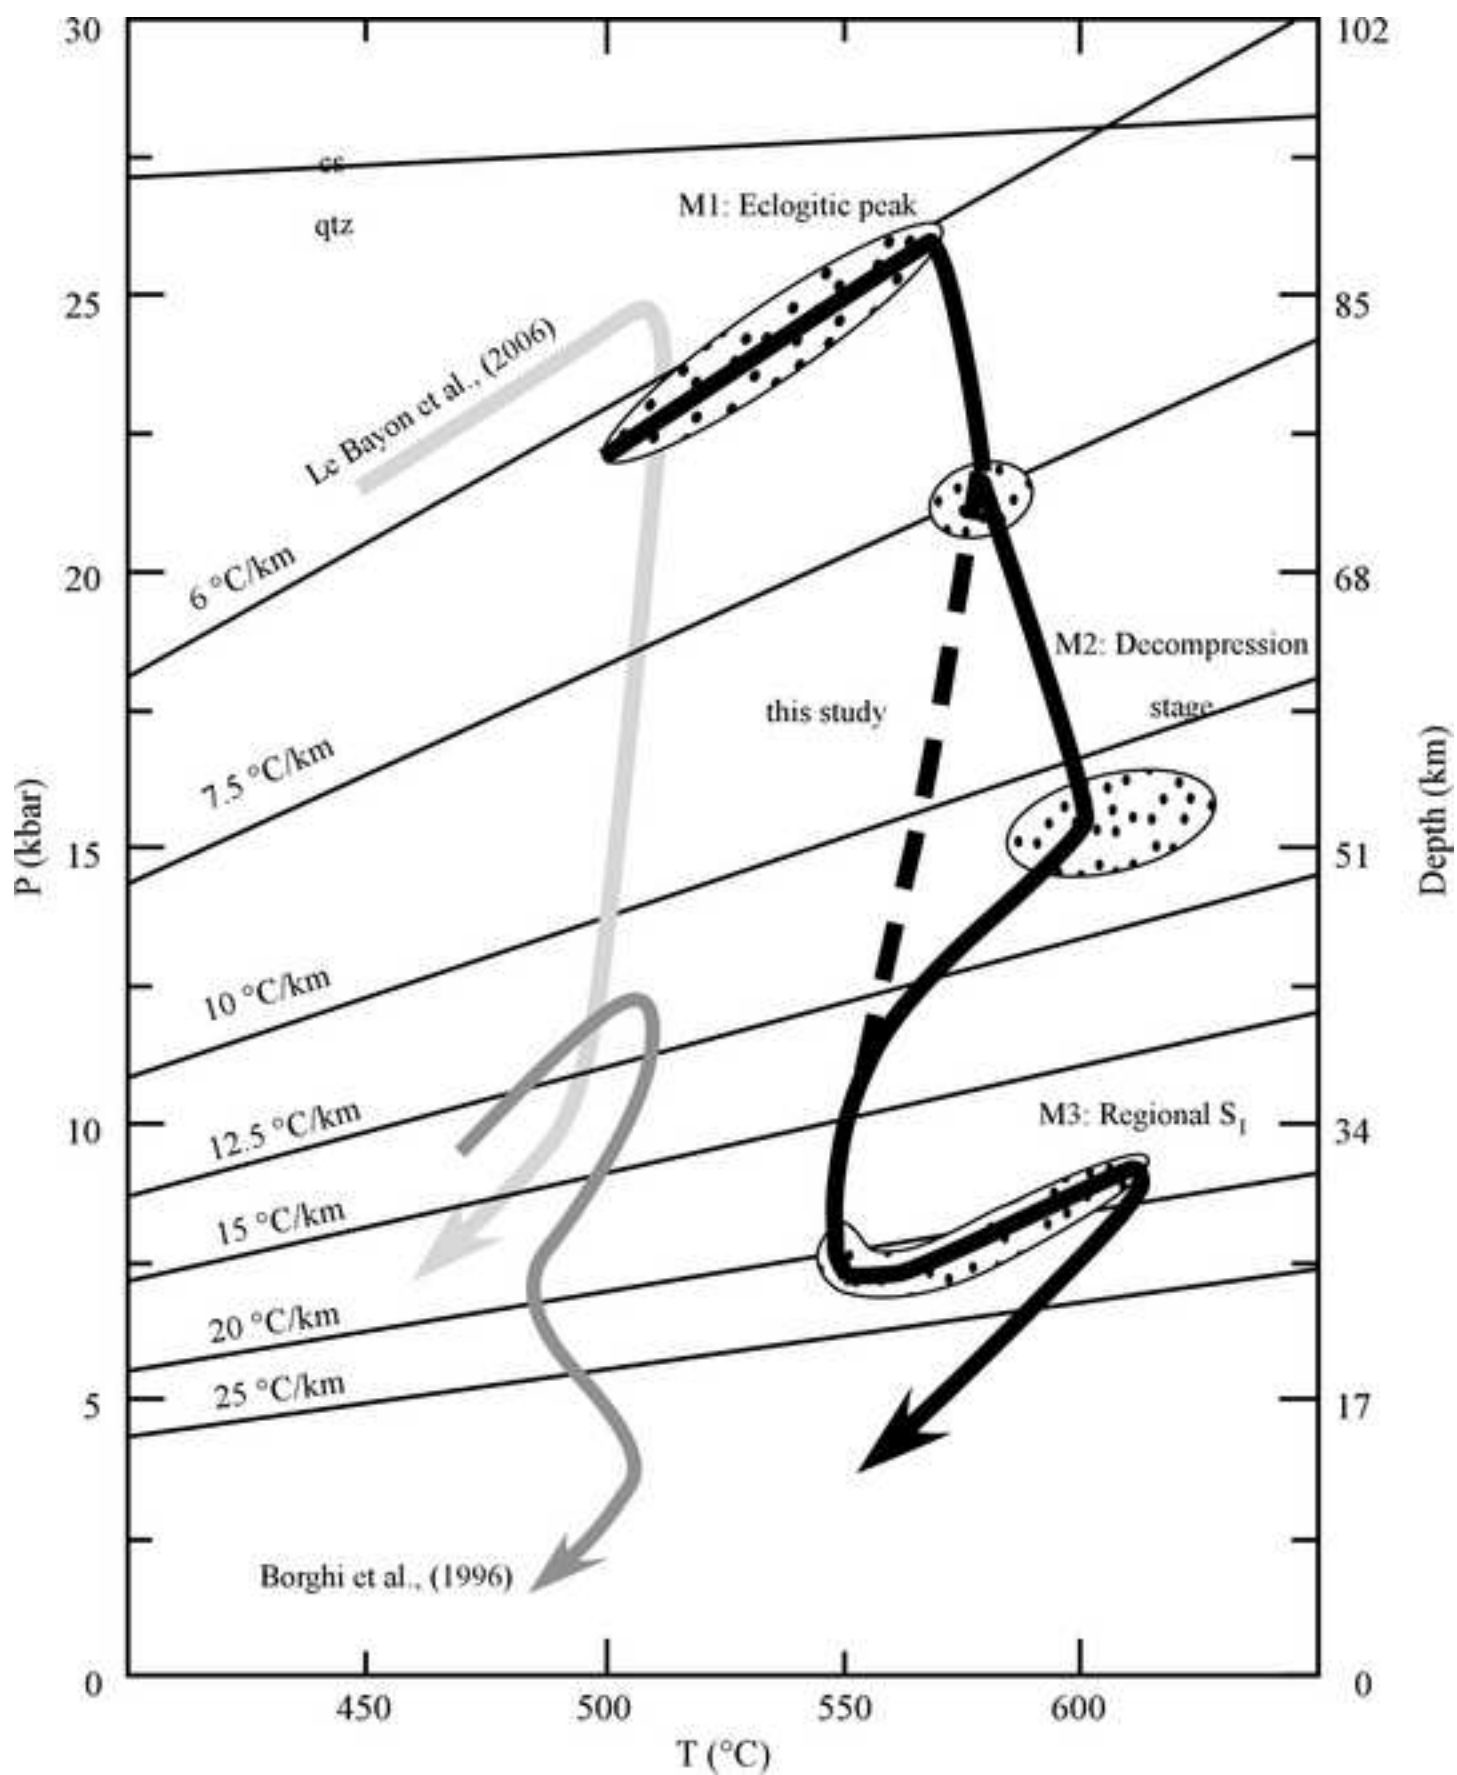 30
102
cs
qtz
M1: Eclogitic peak
25
85
Le Bayon et al., (2006)
6 °C/km
20
68
M2: Decompression
stage
this study
7.5 °C/km
P (kbar)
Depth (km)
15
51
10 °C/km
12.5 °C/km
10
34
M3: Regional S1
15 °C/km
20 °C/km
25 °C/km
5
17
Borghi et al., (1996)
0
0
450
500
550
600
T (°C)